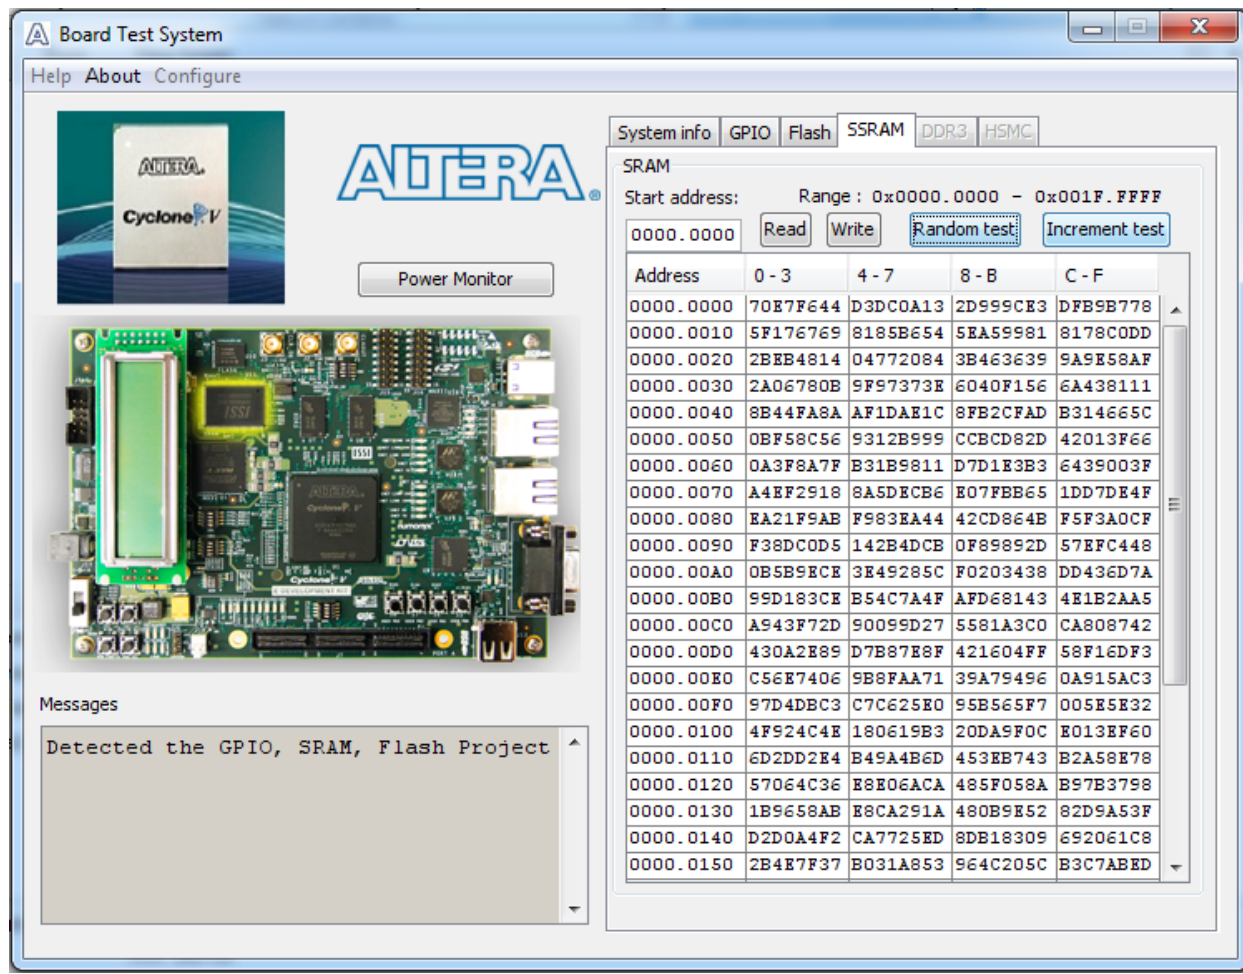 Board Test System
Help About Configure
ALTERA.
Cyclone V
ALTERA®
Power Monitor
ISSI
ISSI
ALTERA.
Cyclone V
Cyclone V
E DEVELOPMENT KIT
Messages
Detected the GPIO, SRAM, Flash Project
System info GPIO Flash SSRAM DDR3 HSMC
SRAM
Start address: Range : 0x0000.0000 - 0x001F.FFFF
0000.0000 Read Write Random test Increment test
Address 0 - 3 4 - 7 8 - B C - F
0000.0000 70E7F644 D3DC0A13 2D999CE3 DFB9B778
0000.0010 5F176769 8185B654 5EA59981 8178C0DD
0000.0020 2BEB4814 04772084 3B463639 9A9E58AF
0000.0030 2A06780B 9F97373E 6040F156 6A438111
0000.0040 8B44FA8A AF1DAE1C 8FB2CFAD B314665C
0000.0050 0BF58C56 9312B999 CCBCD82D 42013F66
0000.0060 0A3F8A7F B31B9811 D7D1E3B3 6439003F
0000.0070 A4EF2918 8A5DECB6 E07FBB65 1DD7DE4F
0000.0080 EA21F9AB F983EA44 42CD864B F5F3A0CF
0000.0090 F38DC0D5 142B4DCB 0F89892D 57EFC448
0000.00A0 0B5B9ECE 3E49285C F0203438 DD436D7A
0000.00B0 99D183CE B54C7A4F AFD68143 4E1B2AA5
0000.00C0 A943F72D 90099D27 5581A3C0 CA808742
0000.00D0 430A2E89 D7B87E8F 421604FF 58F16DF3
0000.00E0 C56E7406 9B8FAA71 39A79496 0A915AC3
0000.00F0 97D4DBC3 C7C625E0 95B565F7 005E5E32
0000.0100 4F924C4E 180619B3 20DA9F0C E013EF60
0000.0110 6D2DD2E4 B49A4B6D 453EB743 B2A58E78
0000.0120 57064C36 E8E06ACA 485F058A B97B3798
0000.0130 1B9658AB E8CA291A 480B9E52 82D9A53F
0000.0140 D2D0A4F2 CA7725ED 8DB18309 692061C8
0000.0150 2B4E7F37 B031A853 964C205C B3C7ABED